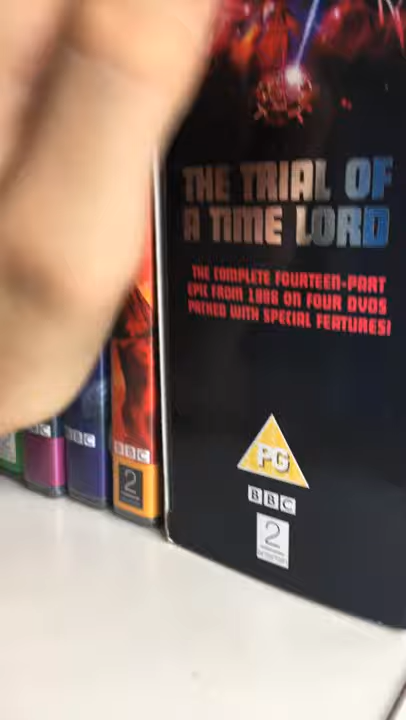 THE TRIAL OF
A TIME LORD
THE COMPLETE FOURTEEN-PART
EPIC FROM 1986 ON FOUR DVDS
PACKED WITH SPECIAL FEATURES!
PG
BBC
2
BBC
2
BBC
BBC